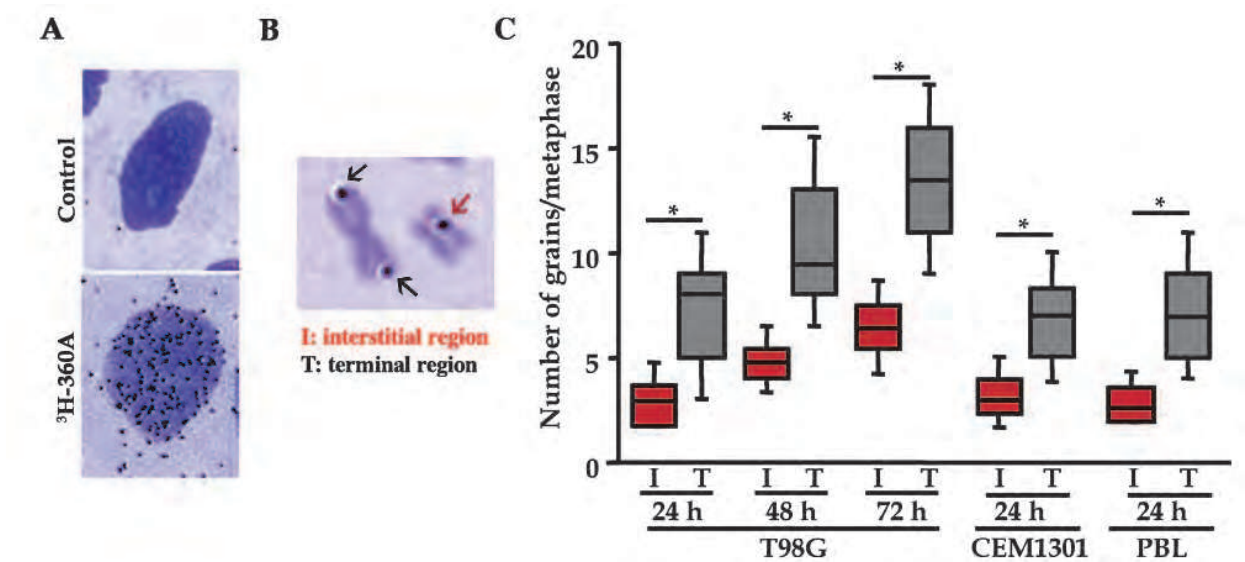 A
B
C
Control
³H-360A
I: interstitial region
T: terminal region
Number of grains/metaphase
20
15
10
5
0
* * * * *
I T I T I T I T I T
24 h 48 h 72 h 24 h 24 h
T98G CEM1301 PBL